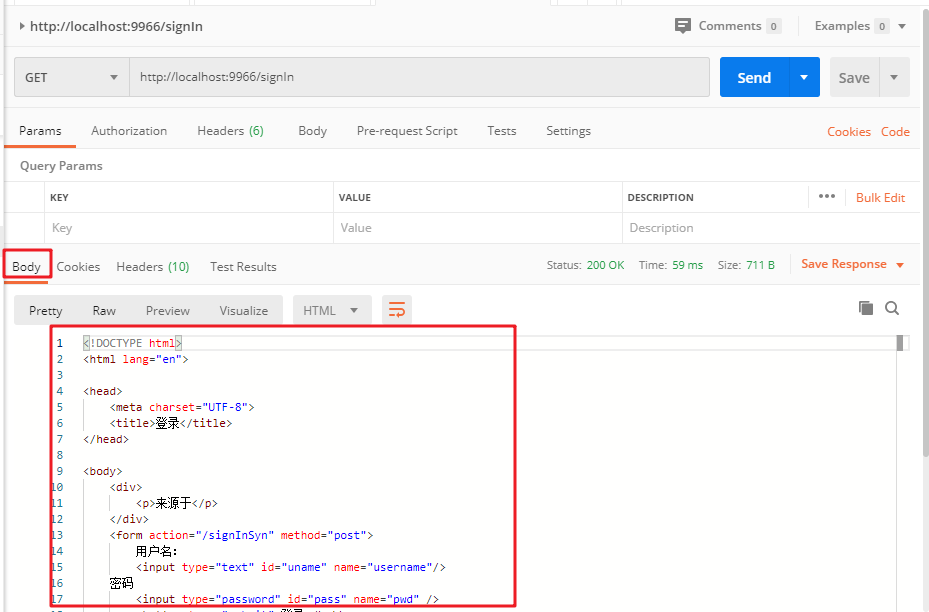 http://localhost:9966/signIn Comments 0 Examples 0
GET http://localhost:9966/signIn Send Save
Params Authorization Headers (6) Body Pre-request Script Tests Settings Cookies Code
Query Params
KEY VALUE DESCRIPTION ••• Bulk Edit
Key Value Description
Body Cookies Headers (10) Test Results Status: 200 OK Time: 59 ms Size: 711 B Save Response
Pretty Raw Preview Visualize HTML
1 <!DOCTYPE html>
2 <html lang="en">
3
4 <head>
5 <meta charset="UTF-8">
6 <title>登录</title>
7 </head>
8
9 <body>
10 <div>
11 <p>来源于</p>
12 </div>
13 <form action="/signInSyn" method="post">
14 用户名:
15 <input type="text" id="uname" name="username"/>
16 密码
17 <input type="password" id="pass" name="pwd" />